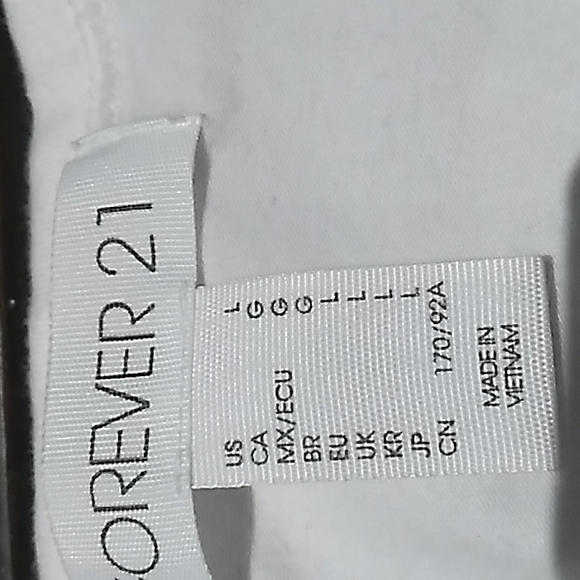 FOREVER 21
US L
CA G
MX/ECU G
BR G
EU L
UK L
KR L
JP L
CN 170/92A
MADE IN
VIETNAM